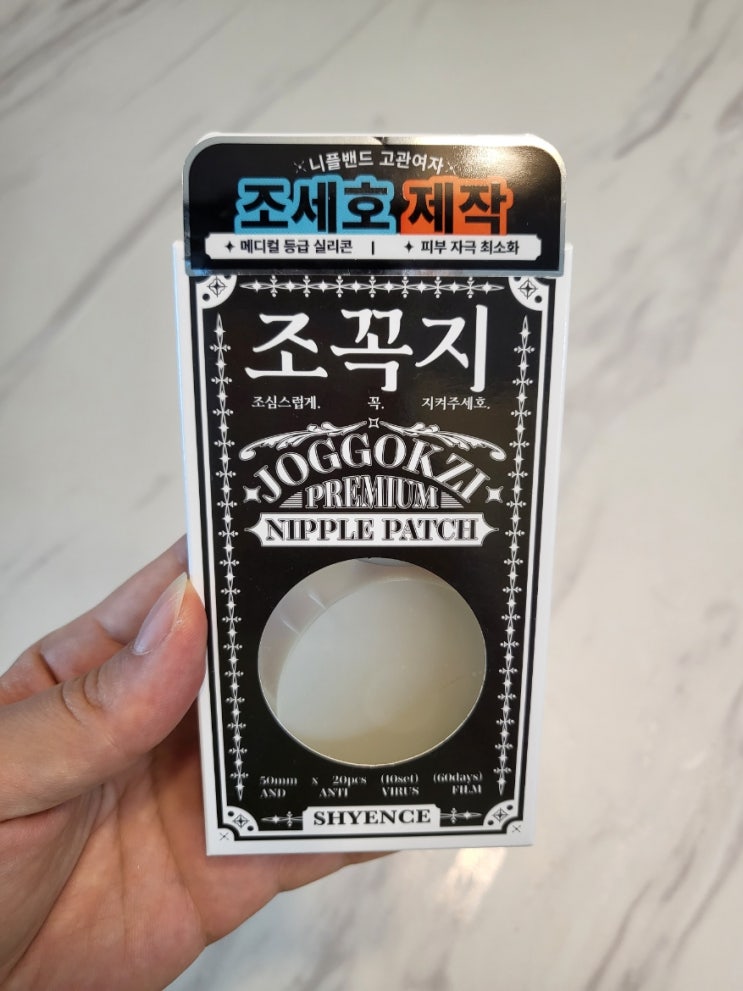 니플밴드 고관여자
조세호 제작
메디컬 등급 실리콘 | 피부 자극 최소화
조꼭지
조심스럽게. 꼭. 지켜주세호.
JOGGOKZI
PREMIUM
NIPPLE PATCH
50mm x 20pcs (10set) (60days)
AND ANTI VIRUS FILM
SHYENCE